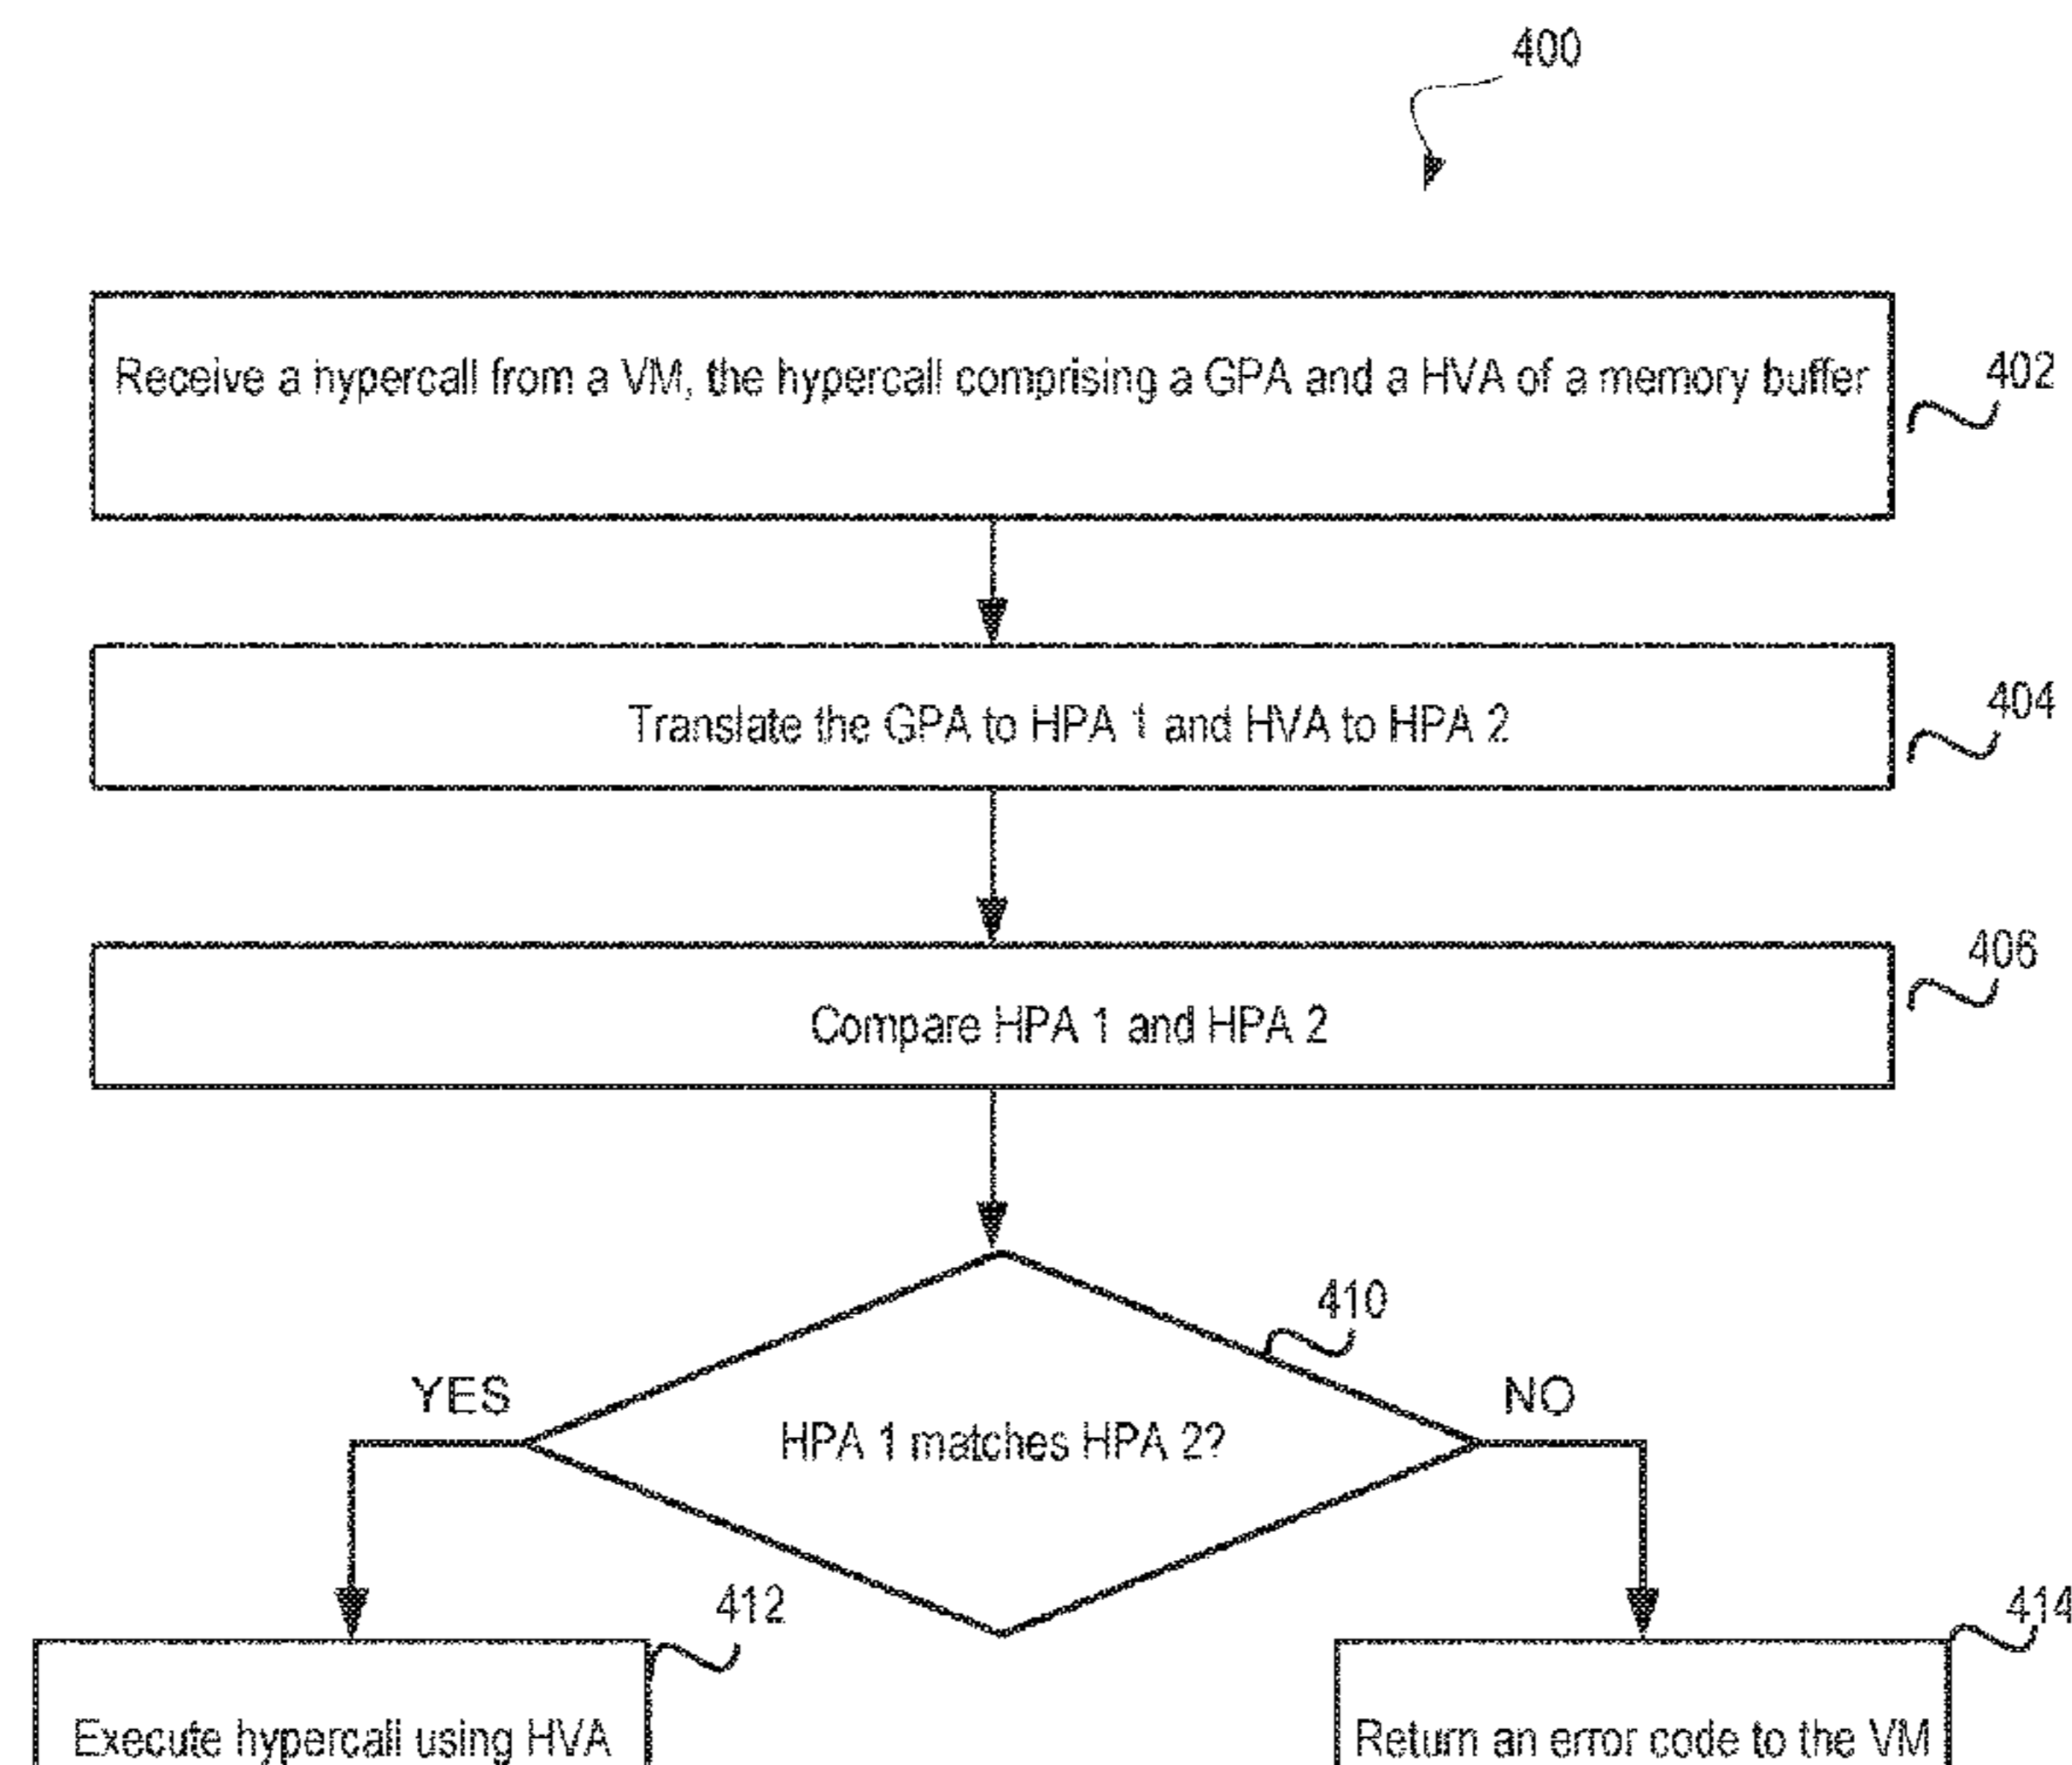 400
Receive a hypercall from a VM, the hypercall comprising a GPA and a HVA of a memory buffer
402
Translate the GPA to HPA 1 and HVA to HPA 2
404
406
Compare HPA 1 and HPA 2
410
YES
NO
HPA 1 matches HPA 2?
412
414
Execute hypercall using HVA
Return an error code to the VM